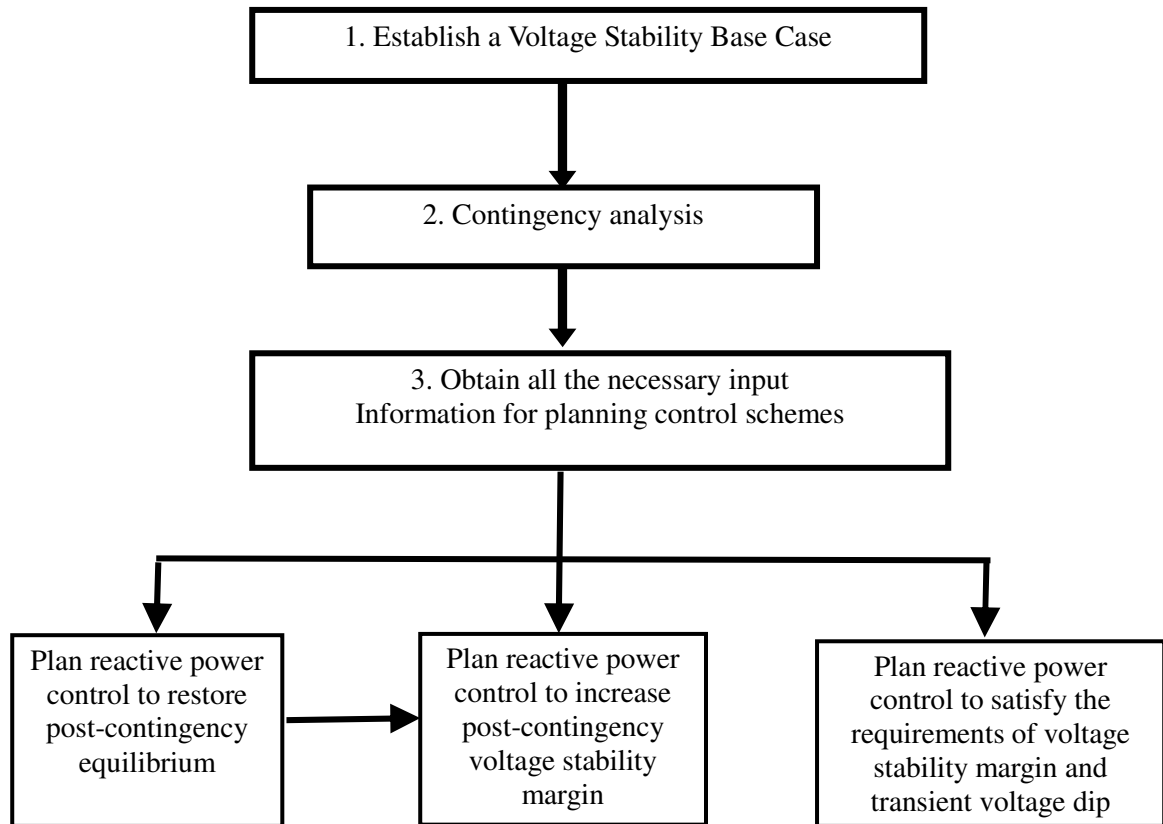 1. Establish a Voltage Stability Base Case
2. Contingency analysis
3. Obtain all the necessary input
Information for planning control schemes
Plan reactive power
control to restore
post-contingency
equilibrium
Plan reactive power
control to increase
post-contingency
voltage stability
margin
Plan reactive power
control to satisfy the
requirements of voltage
stability margin and
transient voltage dip